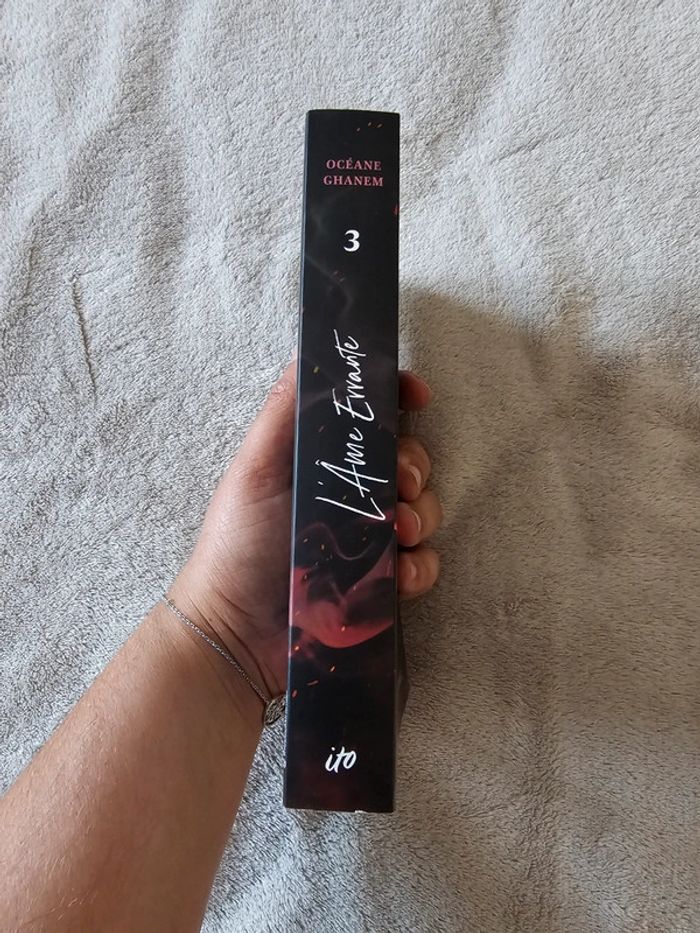 OCÉANE
GHANEM
3
L'Âme Errante
ito